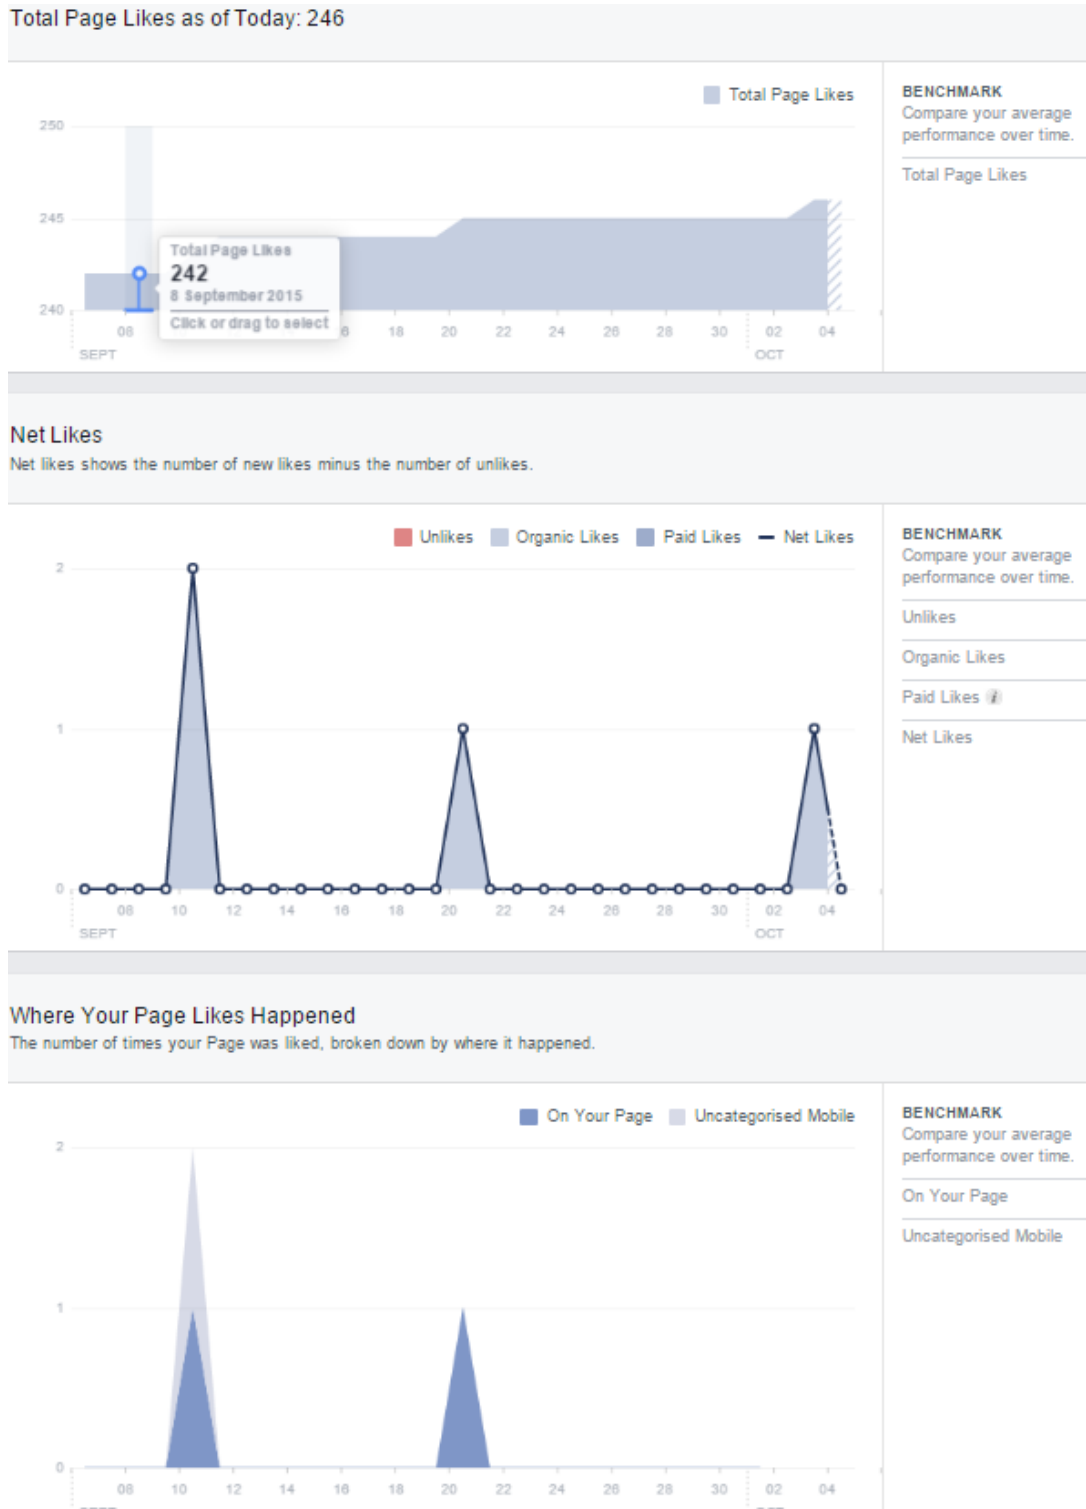 Total Page Likes as of Today: 246
Total Page Likes
BENCHMARK
Compare your average
performance over time.
Total Page Likes
250
245
240
Total Page Likes
242
8 September 2015
Click or drag to select
08 6 18 20 22 24 26 28 30 02 04
SEPT OCT
Net Likes
Net likes shows the number of new likes minus the number of unlikes.
Unlikes Organic Likes Paid Likes Net Likes
BENCHMARK
Compare your average
performance over time.
Unlikes
Organic Likes
Paid Likes i
Net Likes
2
1
0
08 10 12 14 16 18 20 22 24 26 28 30 02 04
SEPT OCT
Where Your Page Likes Happened
The number of times your Page was liked, broken down by where it happened.
On Your Page Uncategorised Mobile
BENCHMARK
Compare your average
performance over time.
On Your Page
Uncategorised Mobile
2
1
0
08 10 12 14 16 18 20 22 24 26 28 30 02 04